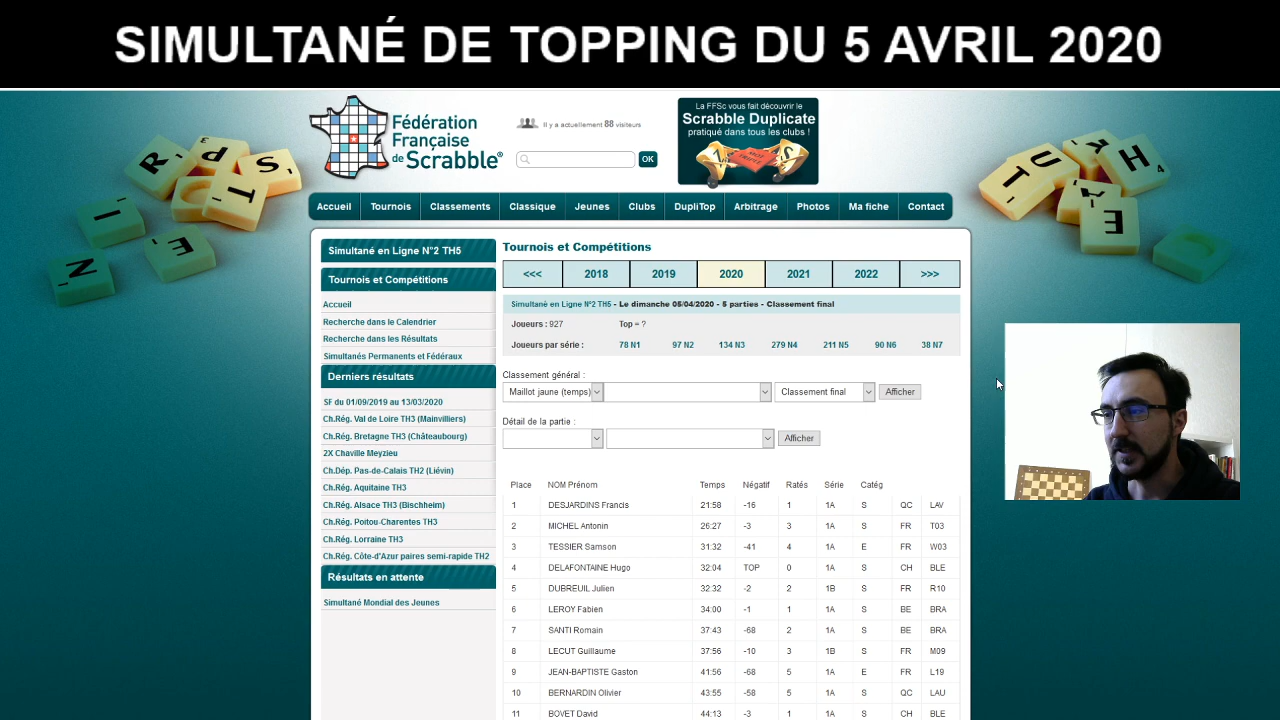 SIMULTANÉ DE TOPPING DU 5 AVRIL 2020
Fédération
Française
de Scrabble®
Il y a actuellement 88 visiteurs
OK
La FFSc vous fait découvrir le
Scrabble Duplicate
pratiqué dans tous les clubs !
Accueil Tournois Classements Classique Jeunes Clubs DupliTop Arbitrage Photos Ma fiche Contact
Simultané en Ligne N°2 TH5
Tournois et Compétitions
Accueil
Recherche dans le Calendrier
Recherche dans les Résultats
Simultanés Permanents et Fédéraux
Derniers résultats
SF du 01/09/2019 au 13/03/2020
Ch.Rég. Val de Loire TH3 (Mainvilliers)
Ch.Rég. Bretagne TH3 (Châteaubourg)
2X Chaville Meyzieu
Ch.Dép. Pas-de-Calais TH2 (Liévin)
Ch.Rég. Aquitaine TH3
Ch.Rég. Alsace TH3 (Bischheim)
Ch.Rég. Poitou-Charentes TH3
Ch.Rég. Lorraine TH3
Ch.Rég. Côte-d'Azur paires semi-rapide TH2
Résultats en attente
Simultané Mondial des Jeunes
Tournois et Compétitions
<<< 2018 2019 2020 2021 2022 >>>
Simultané en Ligne N°2 TH5 - Le dimanche 05/04/2020 - 5 parties - Classement final
Joueurs : 927 Top = ?
Joueurs par série : 78 N1 97 N2 134 N3 279 N4 211 N5 90 N6 38 N7
Classement général :
Maillot jaune (temps) Classement final Afficher
Détail de la partie :
Afficher
Place NOM Prénom Temps Négatif Ratés Série Catég
1 DESJARDINS Francis 21:58 -16 1 1A S QC LAV
2 MICHEL Antonin 26:27 -3 3 1A S FR T03
3 TESSIER Samson 31:32 -41 4 1A E FR W03
4 DELAFONTAINE Hugo 32:04 TOP 0 1A S CH BLE
5 DUBREUIL Julien 32:32 -2 2 1B S FR R10
6 LEROY Fabien 34:00 -1 1 1A S BE BRA
7 SANTI Romain 37:43 -68 2 1A S BE BRA
8 LECUT Guillaume 37:56 -10 3 1B S FR M09
9 JEAN-BAPTISTE Gaston 41:56 -68 5 1A E FR L19
10 BERNARDIN Olivier 43:55 -58 5 1A S QC LAU
11 BOVET David 44:13 -3 1 1A S CH BLE